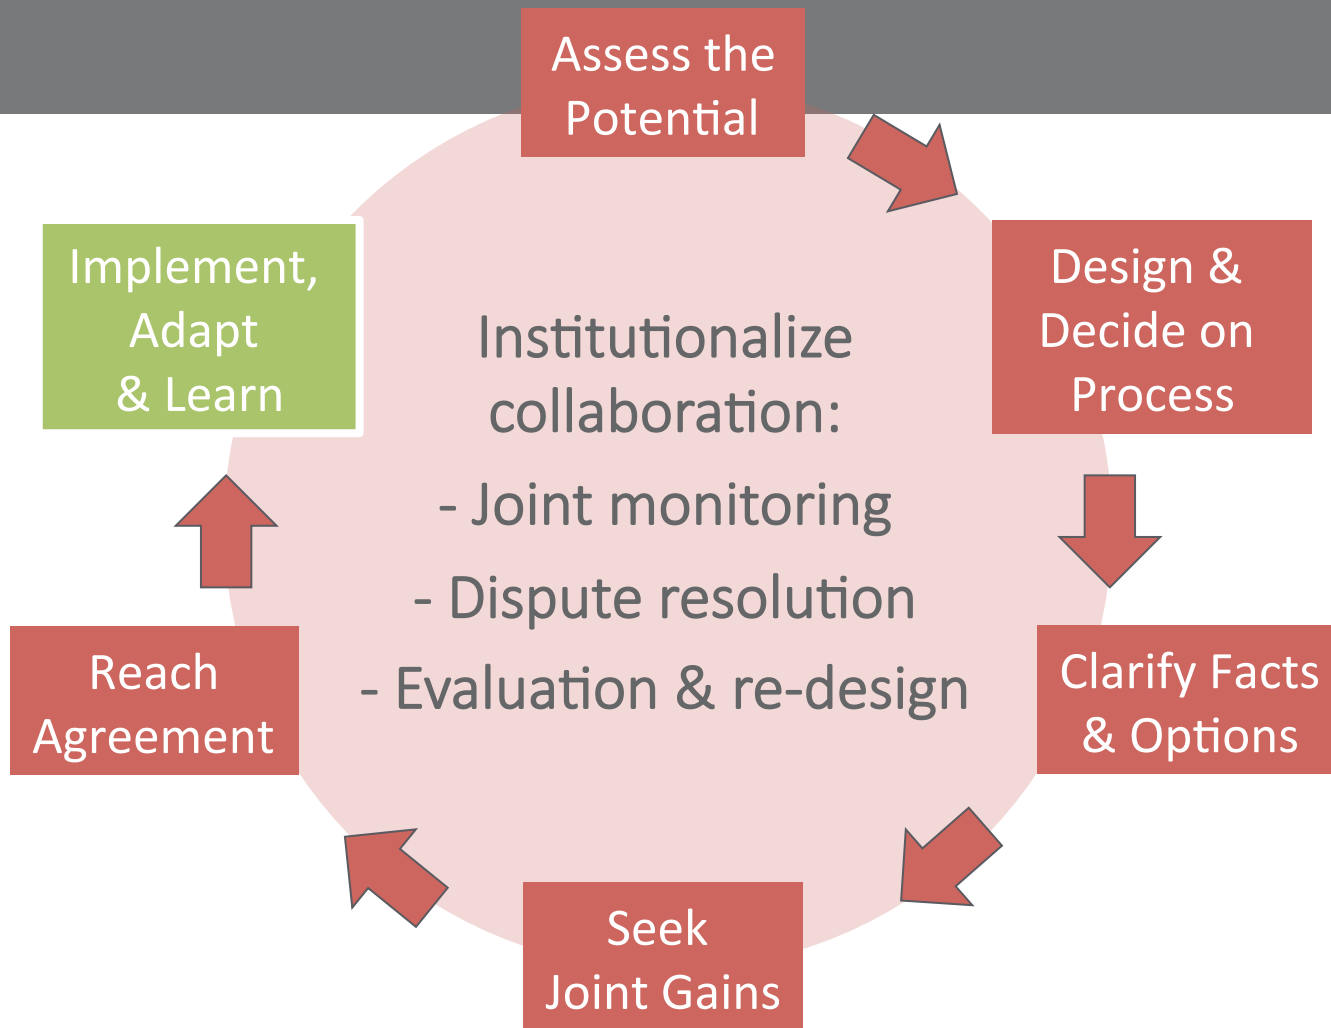 Assess the
Potential
Design &
Decide on
Process
Clarify Facts
& Options
Seek
Joint Gains
Reach
Agreement
Implement,
Adapt
& Learn
Institutionalize
collaboration:
- Joint monitoring
- Dispute resolution
- Evaluation & re-design